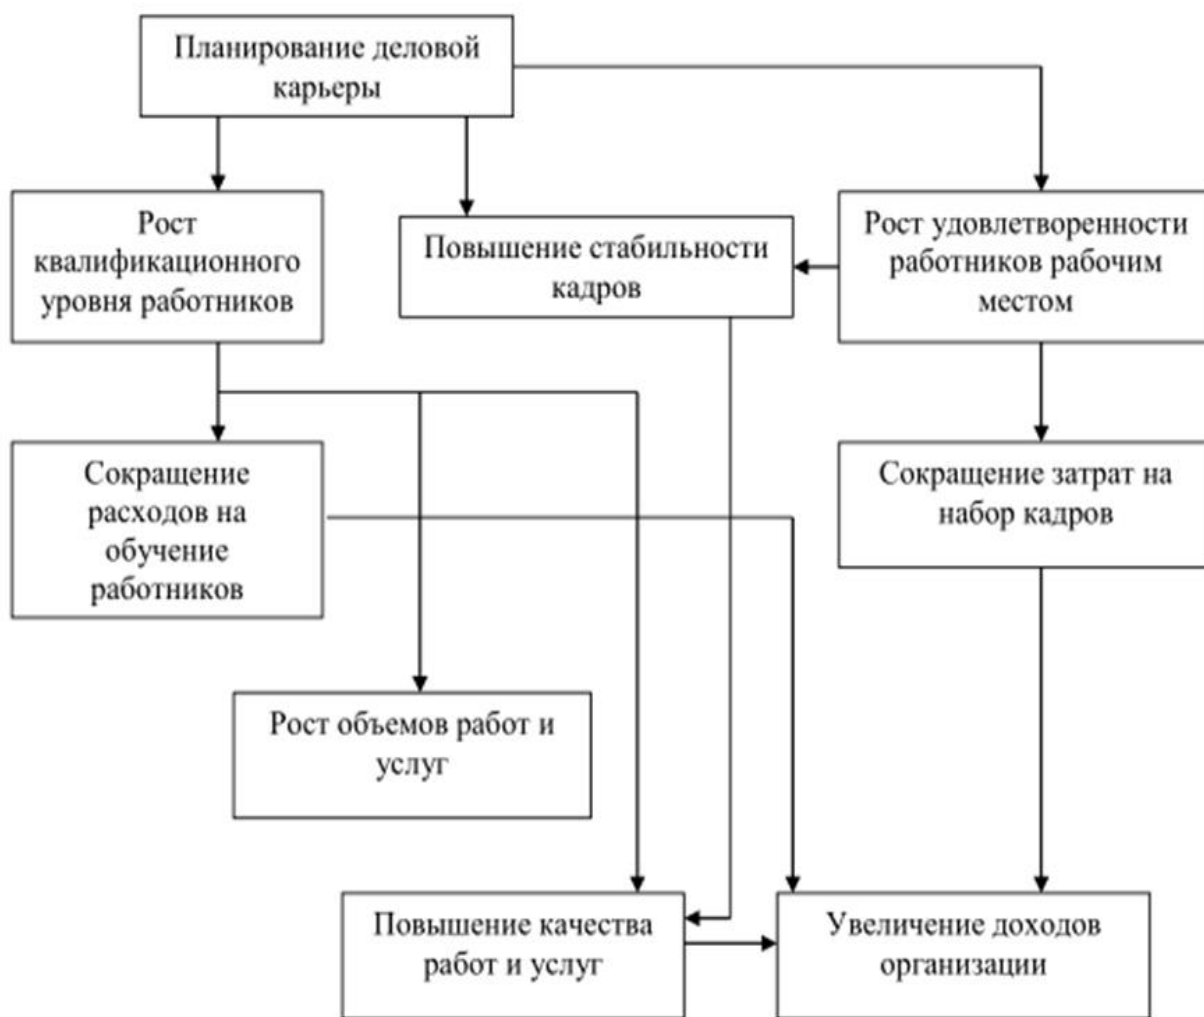 Планирование деловой
карьеры
Рост
квалификационного
уровня работников
Повышение стабильности
кадров
Рост удовлетворенности
работников рабочим
местом
Сокращение
расходов на
обучение
работников
Сокращение затрат на
набор кадров
Рост объемов работ и
услуг
Повышение качества
работ и услуг
Увеличение доходов
организации